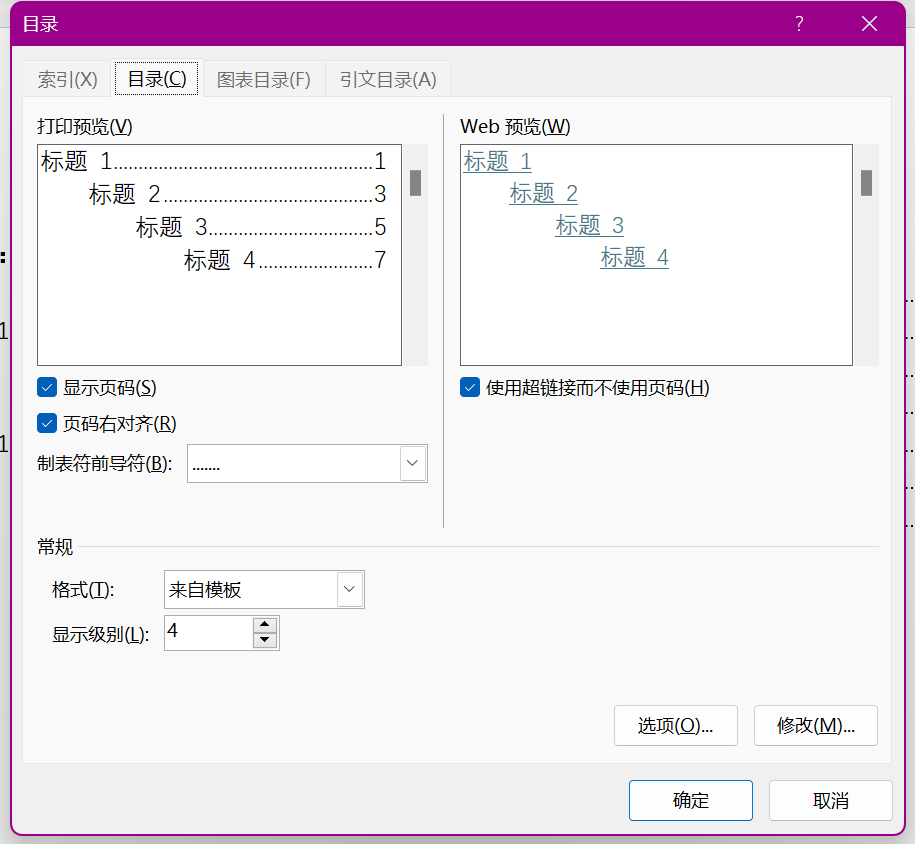 目录
?
索引(X) 目录(C) 图表目录(F) 引文目录(A)
打印预览(V)
标题 1...............................................1
标题 2.......................................3
标题 3..............................5
标题 4.....................7
显示页码(S)
页码右对齐(R)
制表符前导符(B): .......
Web 预览(W)
标题 1
标题 2
标题 3
标题 4
使用超链接而不使用页码(H)
常规
格式(T): 来自模板
显示级别(L): 4
选项(O)... 修改(M)...
确定 取消